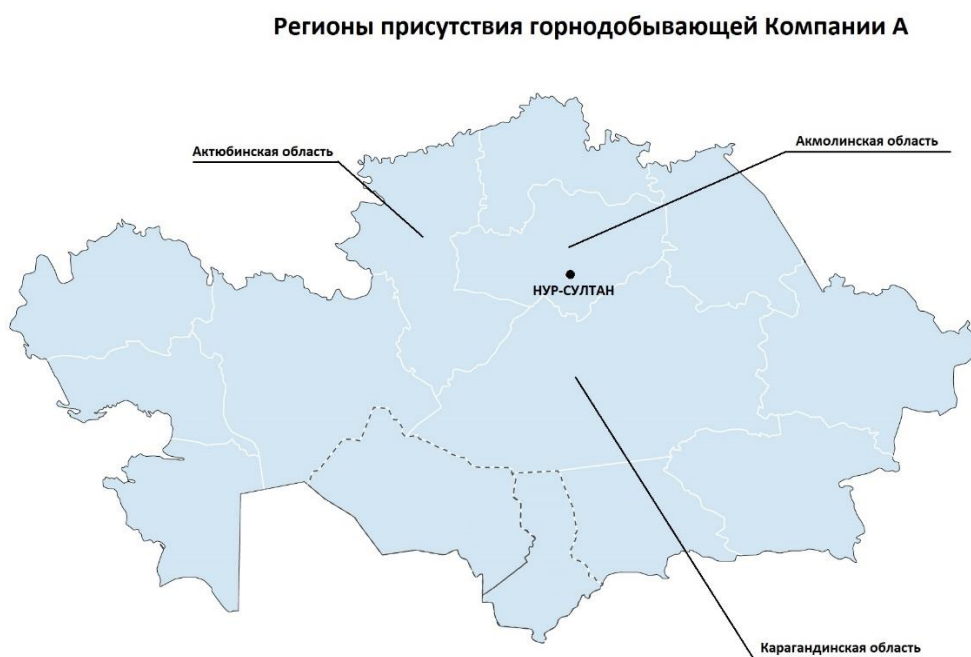 Регионы присутствия горнодобывающей Компании А
Актюбинская область
Акмолинская область
НУР-СУЛТАН
Карагандинская область